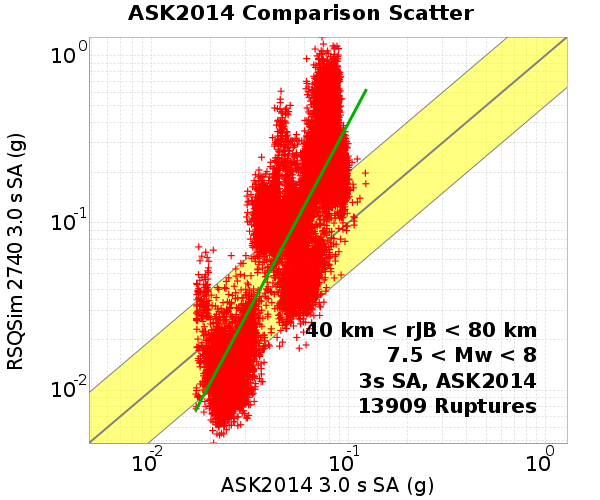 ASK2014 Comparison Scatter
RSQSim 2740 3.0 s SA (g)
10^0
10^-1
10^-2
40 km < rJB < 80 km
7.5 < Mw < 8
3s SA, ASK2014
13909 Ruptures
10^-2 10^-1 10^0
ASK2014 3.0 s SA (g)